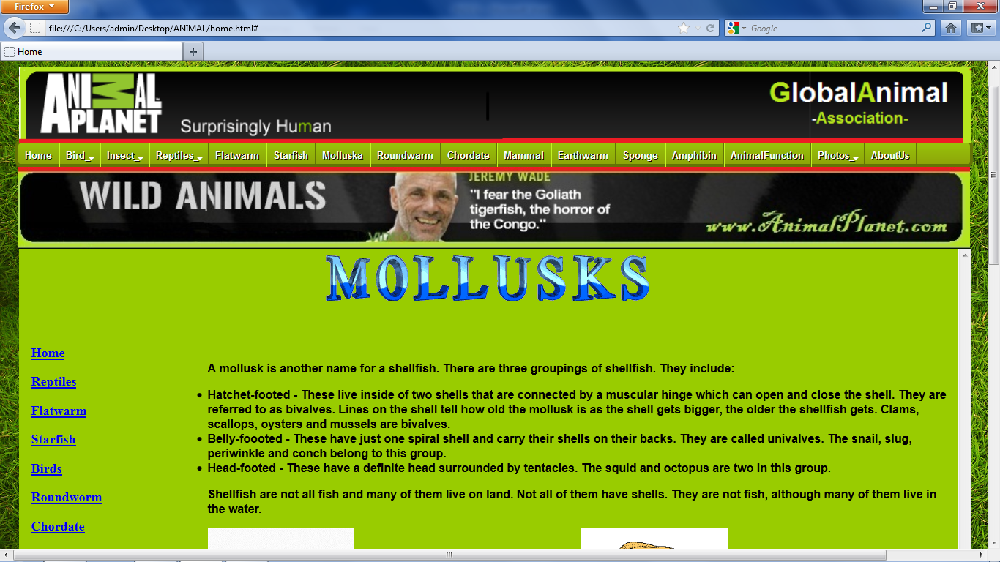 Firefox
file:///C:/Users/admin/Desktop/ANIMAL/home.html#
Google
Home
ANIMAL PLANET
Surprisingly Human
GlobalAnimal
-Association-
Home Bird_ Insect_ Reptiles_ Flatwarm Starfish Molluska Roundwarm Chordate Mammal Earthwarm Sponge Amphibin AnimalFunction Photos_ AboutUs
WILD ANIMALS
JEREMY WADE
"I fear the Goliath
tigerfish, the horror of
the Congo."
www.AnimalPlanet.com
MOLLUSKS
Home
Reptiles
Flatwarm
Starfish
Birds
Roundworm
Chordate
A mollusk is another name for a shellfish. There are three groupings of shellfish. They include:
• Hatchet-footed - These live inside of two shells that are connected by a muscular hinge which can open and close the shell. They are
referred to as bivalves. Lines on the shell tell how old the mollusk is as the shell gets bigger, the older the shellfish gets. Clams,
scallops, oysters and mussels are bivalves.
• Belly-foooted - These have just one spiral shell and carry their shells on their backs. They are called univalves. The snail, slug,
periwinkle and conch belong to this group.
• Head-footed - These have a definite head surrounded by tentacles. The squid and octopus are two in this group.
Shellfish are not all fish and many of them live on land. Not all of them have shells. They are not fish, although many of them live in
the water.